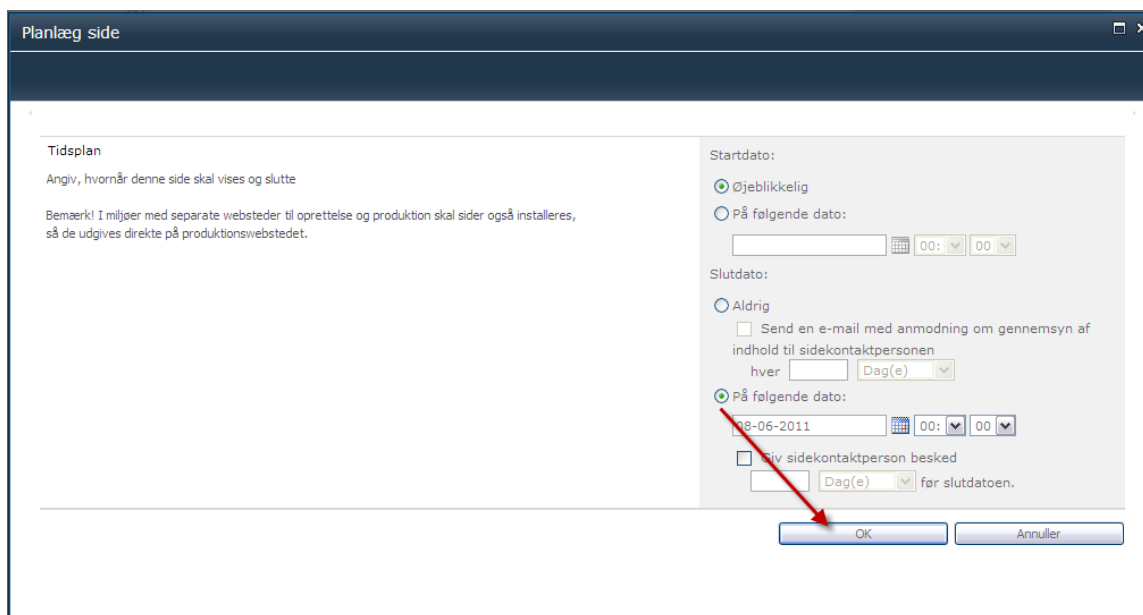 Planlæg side
Tidsplan
Angiv, hvornår denne side skal vises og slutte
Bemærk! I miljøer med separate websteder til oprettelse og produktion skal sider også installeres,
så de udgives direkte på produktionswebstedet.
Startdato:
Øjeblikkelig
På følgende dato:
00: 00
Slutdato:
Aldrig
Send en e-mail med anmodning om gennemsyn af
indhold til sidekontaktpersonen
hver Dag(e)
På følgende dato:
08-06-2011 00: 00
Giv sidekontaktperson besked
Dag(e) før slutdatoen.
OK Annuller